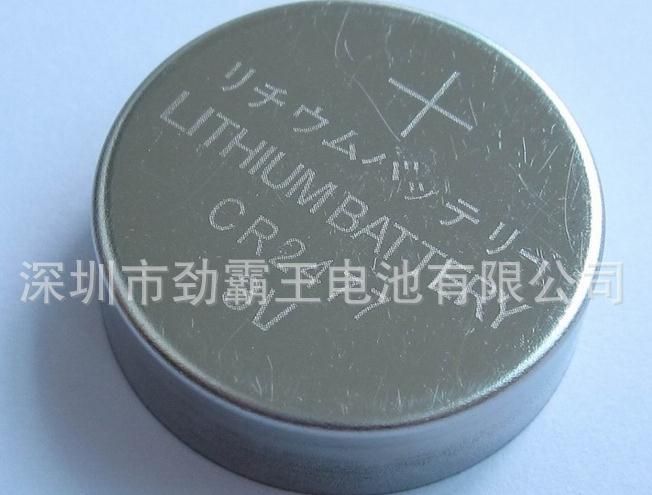 +
リチウムバッテリー
LITHIUM BATTERY
CR2477
3V
深圳市劲霸王电池有限公司